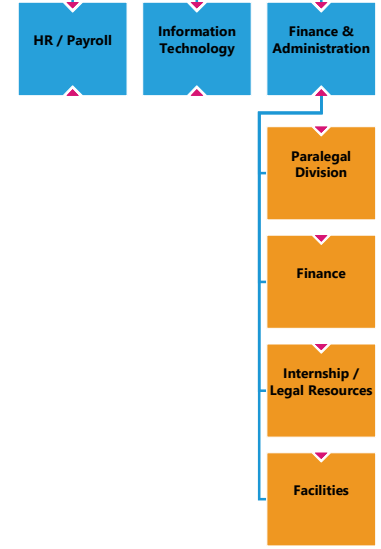 HR / Payroll
Information
Technology
Finance &
Administration
Paralegal
Division
Finance
Internship /
Legal Resources
Facilities